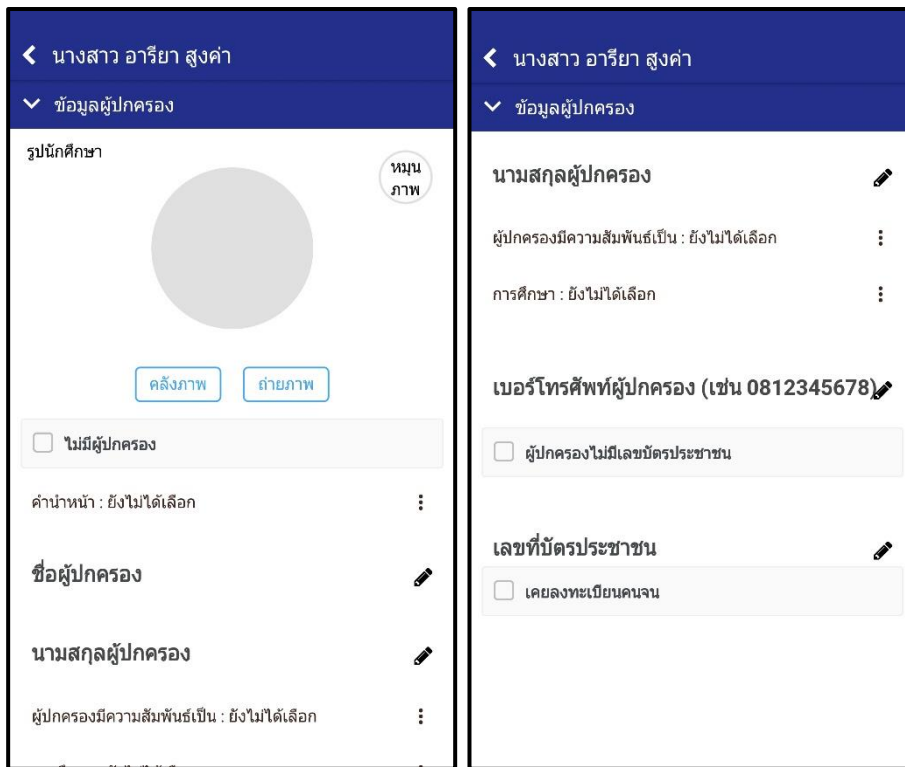 นางสาว อารียา สูงค่า
ข้อมูลผู้ปกครอง
รูปนักศึกษา
หมุน
ภาพ
คลังภาพ
ถ่ายภาพ
ไม่มีผู้ปกครอง
คำนำหน้า : ยังไม่ได้เลือก
ชื่อผู้ปกครอง
นามสกุลผู้ปกครอง
ผู้ปกครองมีความสัมพันธ์เป็น : ยังไม่ได้เลือก
นางสาว อารียา สูงค่า
ข้อมูลผู้ปกครอง
นามสกุลผู้ปกครอง
ผู้ปกครองมีความสัมพันธ์เป็น : ยังไม่ได้เลือก
การศึกษา : ยังไม่ได้เลือก
เบอร์โทรศัพท์ผู้ปกครอง (เช่น 0812345678)
ผู้ปกครองไม่มีเลขบัตรประชาชน
เลขที่บัตรประชาชน
เคยลงทะเบียนคนจน